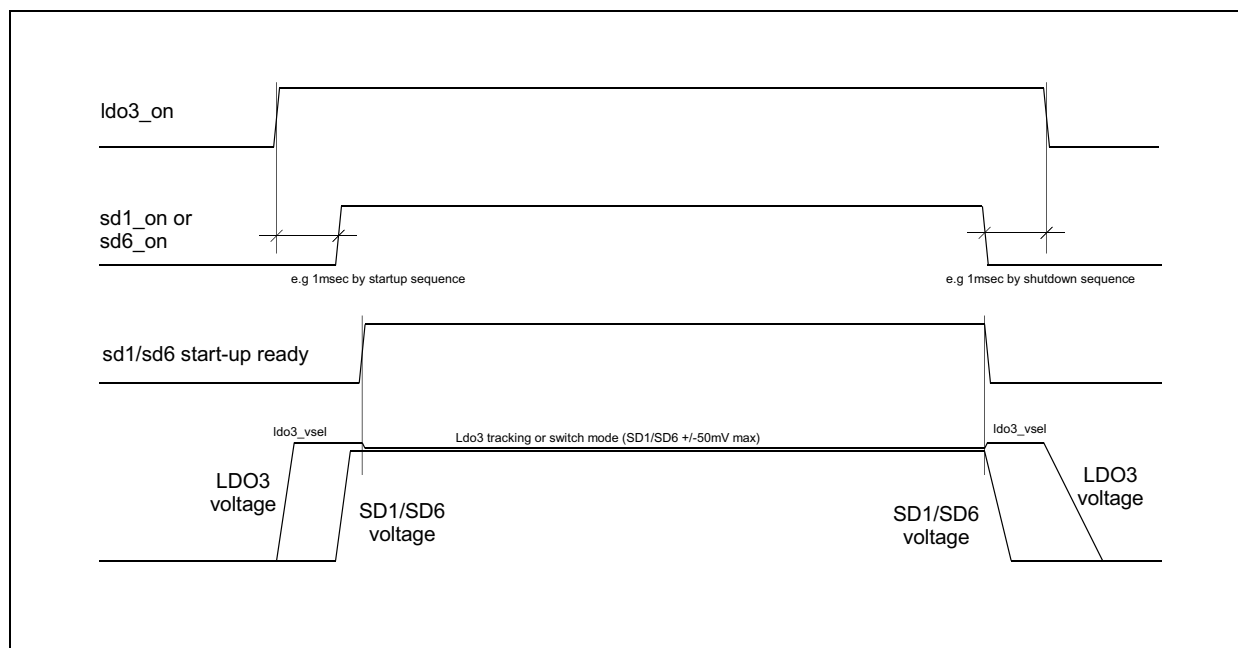 ldo3_on
sd1_on or
sd6_on
e.g 1msec by startup sequence
e.g 1msec by shutdown sequence
sd1/sd6 start-up ready
ldo3_vsel
Ldo3 tracking or switch mode (SD1/SD6 +/-50mV max)
ldo3_vsel
LDO3
voltage
SD1/SD6
voltage
SD1/SD6
voltage
LDO3
voltage